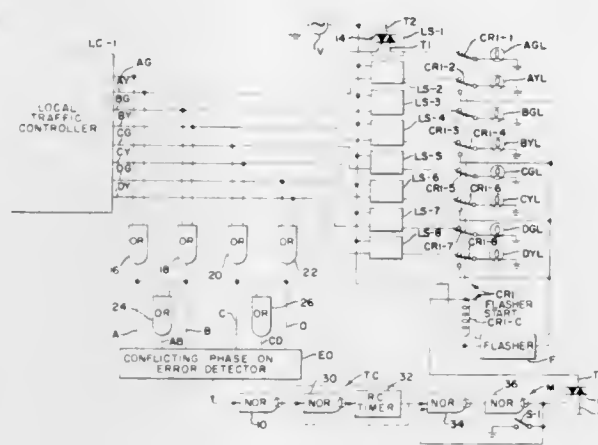 T2
14
LS-1
T1
V
CR1-1
AGL
LC-1
AG
CR1-2
AYL
AY
BG
LS-2
LS-3
BGL
BY
LOCAL TRAFFIC CONTROLLER
CG
LS-4
CR1-3
CR1-4
BYL
CY
LS-5
CGL
DG
LS-6
CR1-5
CR1-6
CYL
DY
LS-7
DGL
OR
OR
OR
OR
LS-8
CR1-7
CR1-8
DYL
16
18
20
22
CR1
FLASHER
START
CR1-C
24
OR
C
OR
26
A
B
D
AB
CD
FLASHER
F
CONFLICTING PHASE ON
ERROR DETECTOR
ED
30
TC
32
36
M
T
NOR
NOR
RC
TIMER
NOR
NOR
S-1
10
34